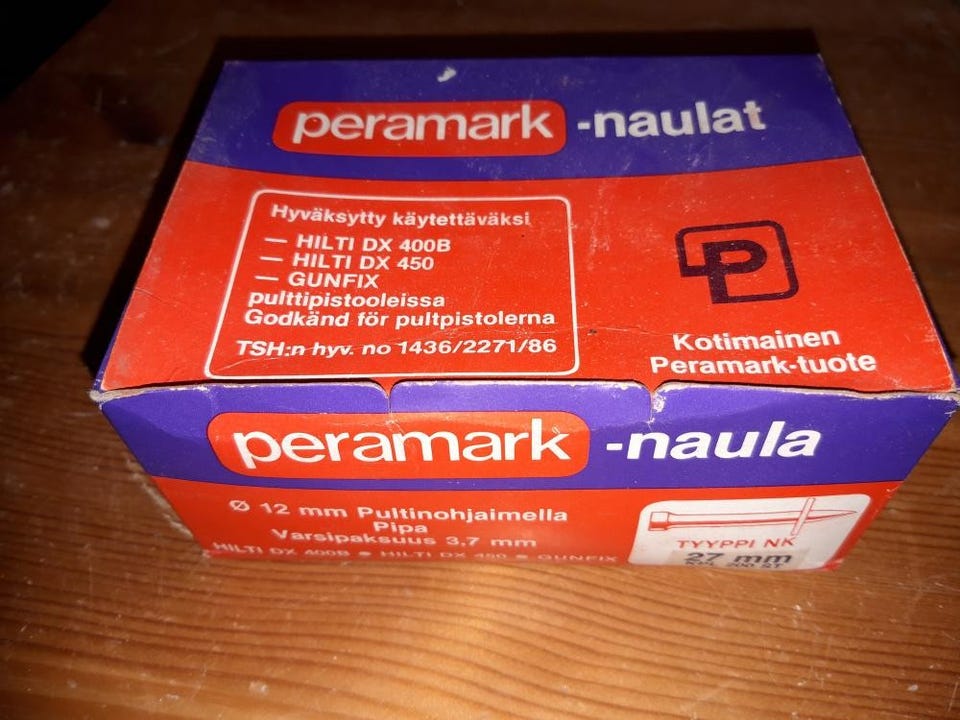 peramark -naulat
Hyväksytty käytettäväksi
— HILTI DX 400B
— HILTI DX 450
— GUNFIX
pulttipistooleissa
Godkänd för pultpistolerna
TSH:n hyv. no 1436/2271/86
P
Kotimainen
Peramark-tuote
peramark -naula
Ø 12 mm Pultinohjaimella
Pipa
Varsipaksuus 3,7 mm
HILTI DX 400B ● HILTI DX 450 ● GUNFIX
TYYPPI NK
27 mm
200 ST